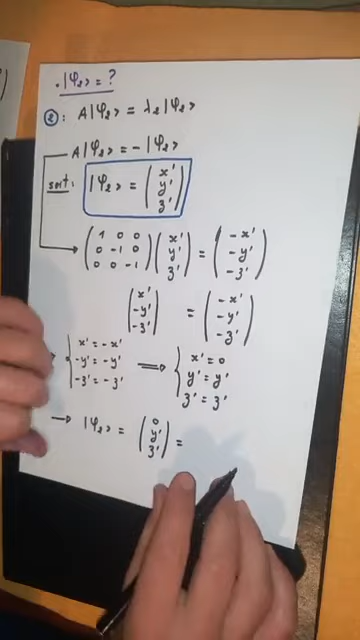 • |φ₂> = ?
②: A|φ₂> = λ₂|φ₂>
A|φ₂> = -|φ₂>
soit: |φ₂> = (x' y' z')
→ (1 0 0 / 0 -1 0 / 0 0 -1) (x' y' z') = (-x' -y' -z')
(x' -y' -z') = (-x' -y' -z')
{ x' = -x' / -y' = -y' / -z' = -z' ⟹ { x' = 0 / y' = y' / z' = z'
→ |φ₂> = (0 y' z') =